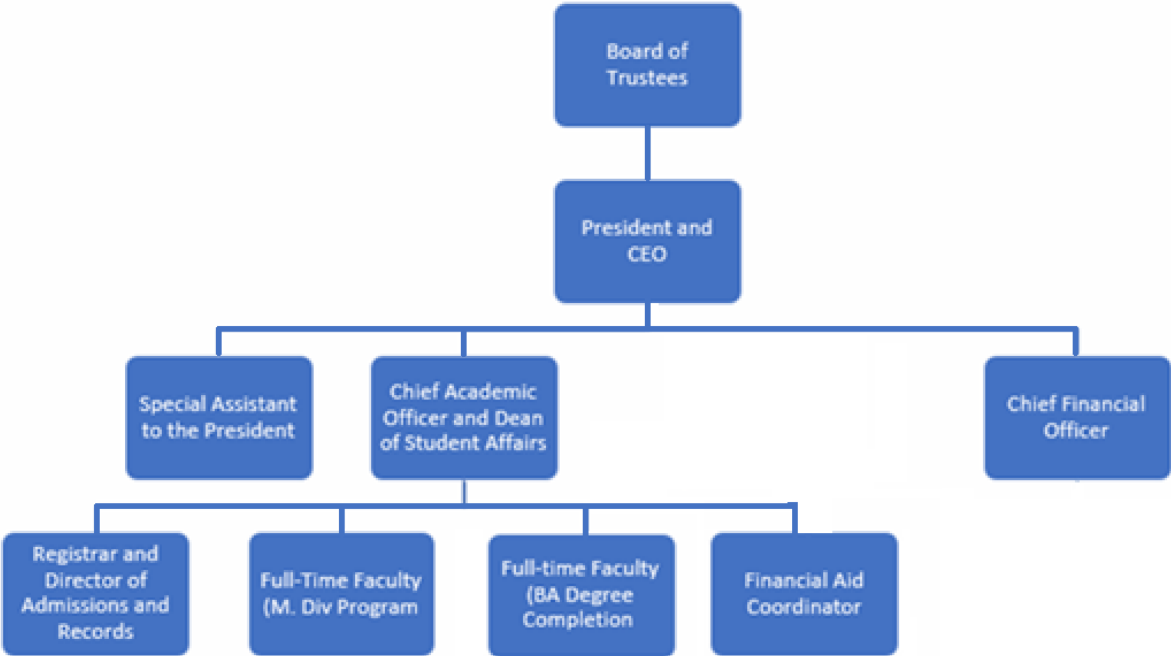 Board of
Trustees
President and
CEO
Special Assistant
to the President
Chief Academic
Officer and Dean
of Student Affairs
Chief Financial
Officer
Registrar and
Director of
Admissions and
Records
Full-Time Faculty
(M. Div Program
Full-time Faculty
(BA Degree
Completion
Financial Aid
Coordinator